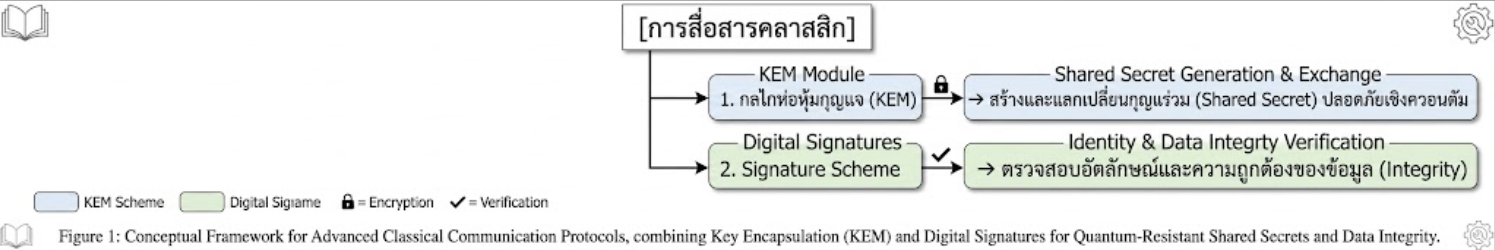 [การสื่อสารคลาสสิก]
KEM Module
1. กลไกห่อหุ้มกุญแจ (KEM)
Shared Secret Generation & Exchange
→ สร้างและแลกเปลี่ยนกุญแร่วม (Shared Secret) ปลอดภัยเชิงควอนตัม
Digital Signatures
2. Signature Scheme
Identity & Data Integrty Verification
→ ตรวจสอบอัตลักษณ์และความถูกต้องของข้อมูล (Integrity)
KEM Scheme Digital Sigıame = Encryption ✓ = Verification
Figure 1: Conceptual Framework for Advanced Classical Communication Protocols, combining Key Encapsulation (KEM) and Digital Signatures for Quantum-Resistant Shared Secrets and Data Integrity.